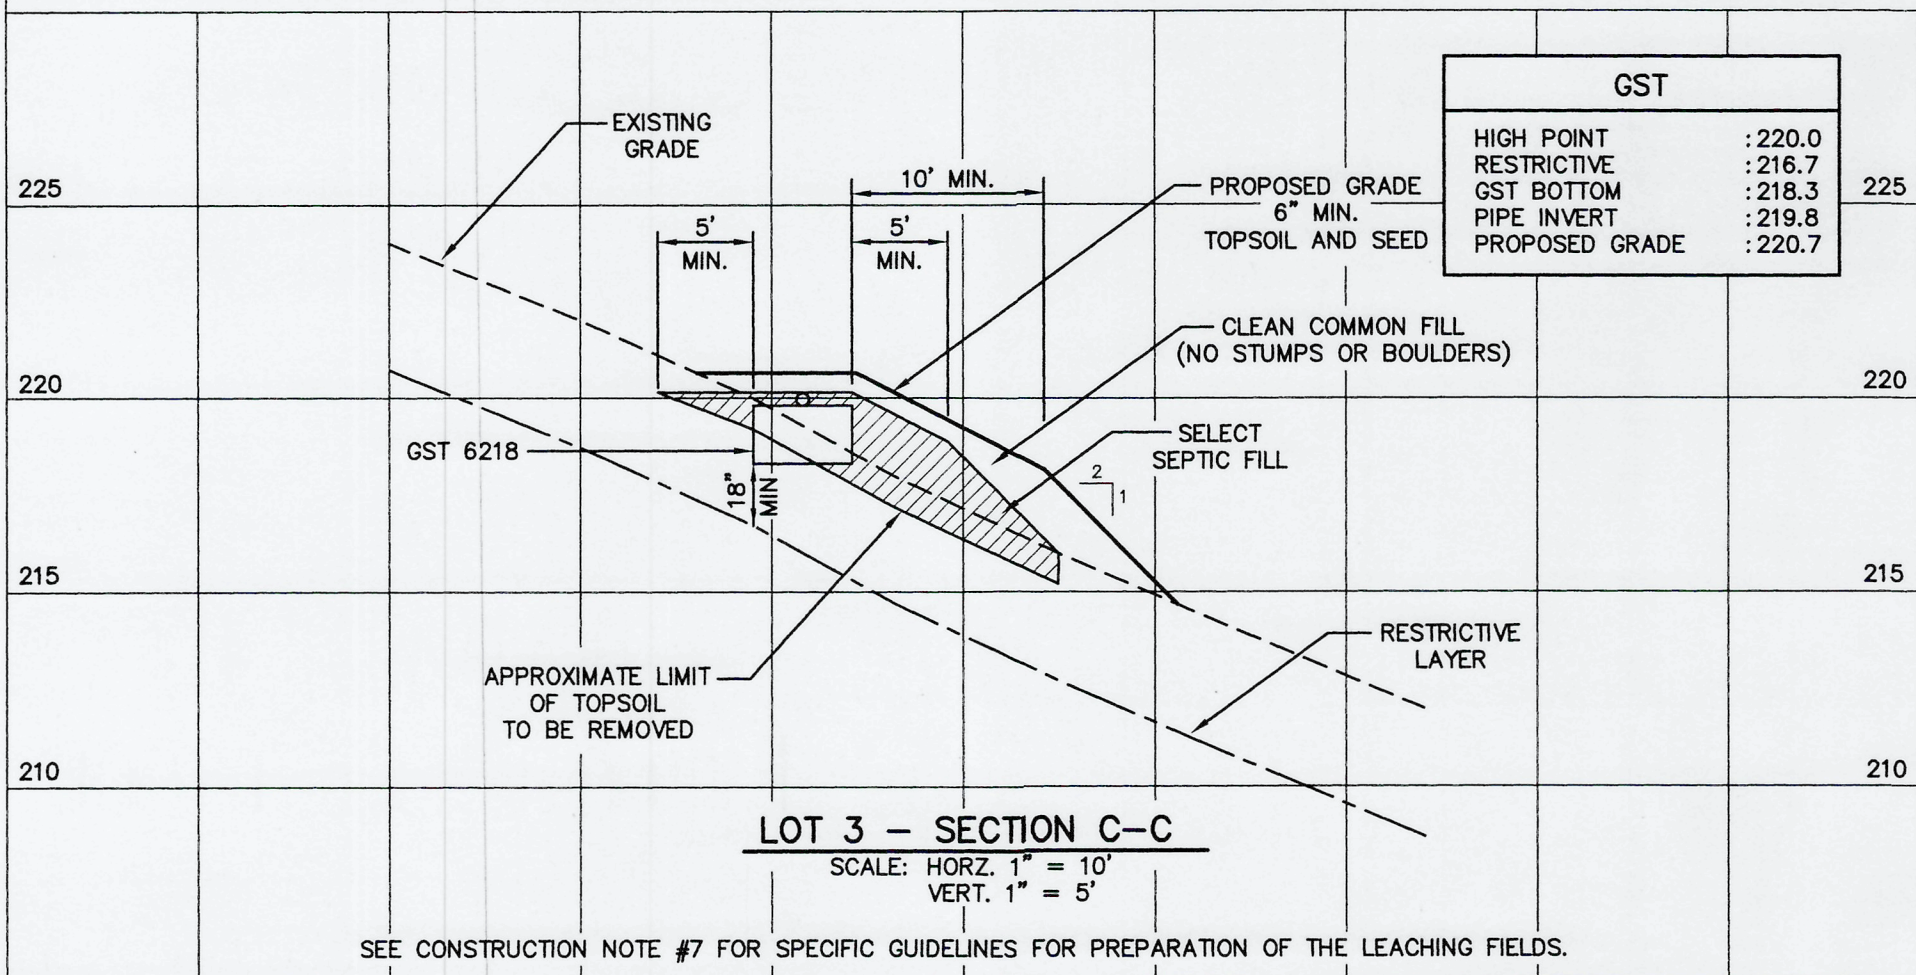 GST
HIGH POINT :220.0
RESTRICTIVE :216.7
GST BOTTOM :218.3
PIPE INVERT :219.8
PROPOSED GRADE :220.7
EXISTING
GRADE
225
10' MIN.
PROPOSED GRADE
6" MIN.
TOPSOIL AND SEED
225
5'
MIN.
5'
MIN.
CLEAN COMMON FILL
(NO STUMPS OR BOULDERS)
220
220
GST 6218
SELECT
SEPTIC FILL
18"
MIN
2
1
215
215
RESTRICTIVE
LAYER
APPROXIMATE LIMIT
OF TOPSOIL
TO BE REMOVED
210
210
LOT 3 - SECTION C-C
SCALE: HORZ. 1" = 10'
VERT. 1" = 5'
SEE CONSTRUCTION NOTE #7 FOR SPECIFIC GUIDELINES FOR PREPARATION OF THE LEACHING FIELDS.